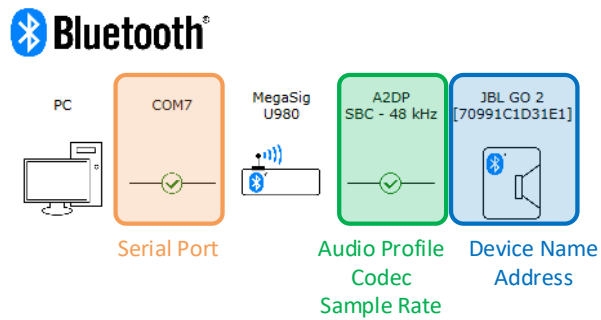 Bluetooth®
PC
COM7
MegaSig
U980
A2DP
SBC - 48 kHz
JBL GO 2
[70991C1D31E1]
Serial Port
Audio Profile
Codec
Sample Rate
Device Name
Address